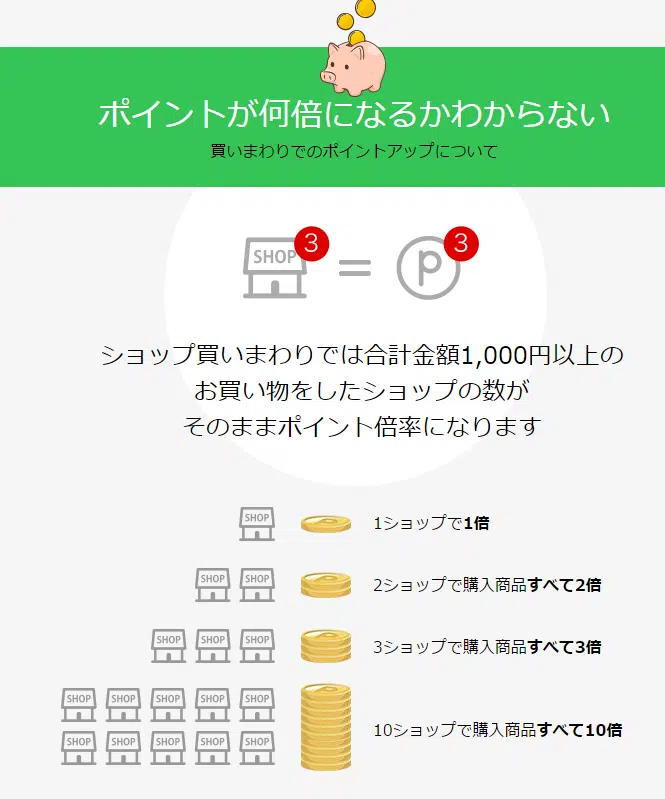 ポイントが何倍になるかわからない
買いまわりでのポイントアップについて
SHOP 3 = P 3
ショップ買いまわりでは合計金額1,000円以上の
お買い物をしたショップの数が
そのままポイント倍率になります
SHOP 1ショップで1倍
SHOP SHOP 2ショップで購入商品すべて2倍
SHOP SHOP SHOP 3ショップで購入商品すべて3倍
SHOP SHOP SHOP SHOP SHOP
10ショップで購入商品すべて10倍
SHOP SHOP SHOP SHOP SHOP